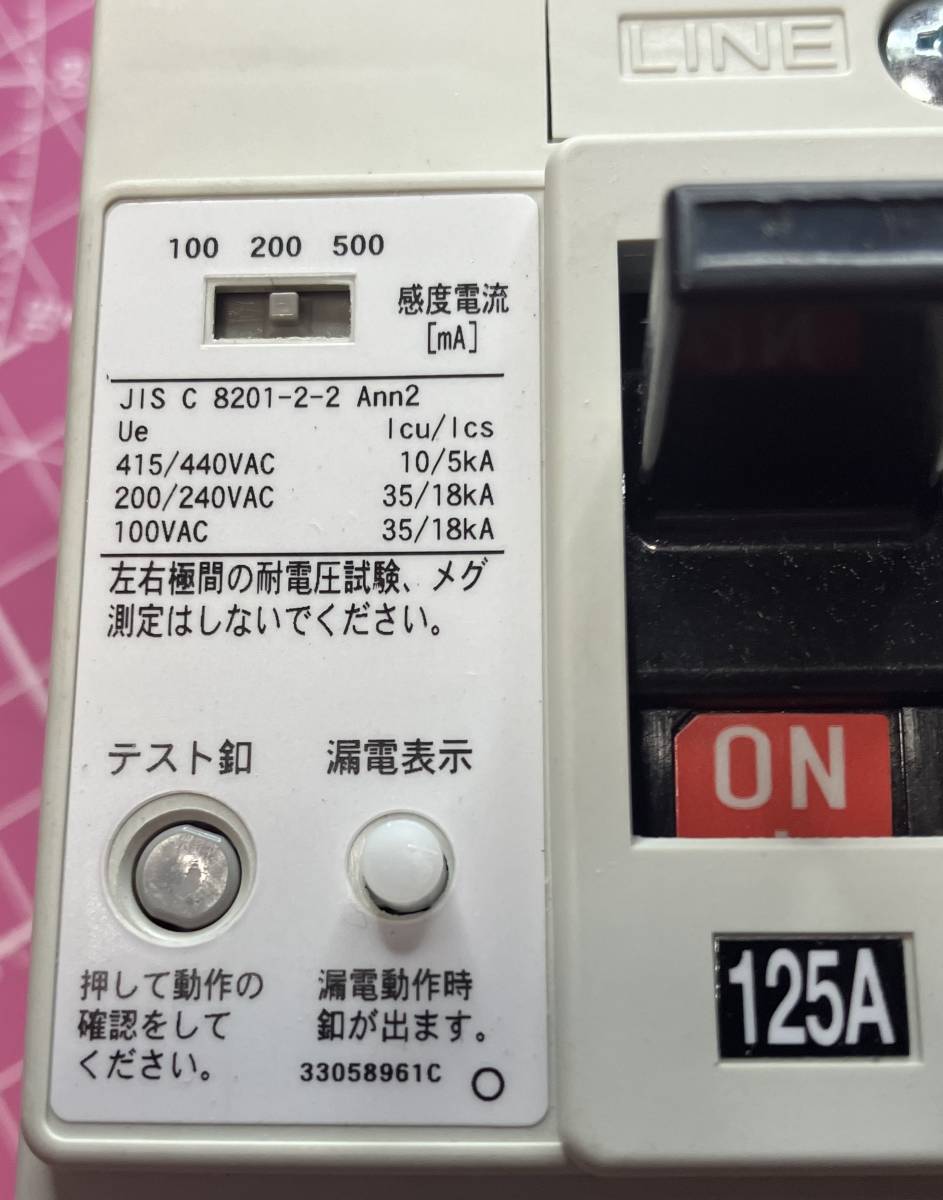 LINE
100 200 500
感度電流
[mA]
JIS C 8201-2-2 Ann2
Ue Icu/Ics
415/440VAC 10/5kA
200/240VAC 35/18kA
100VAC 35/18kA
左右極間の耐電圧試験、メグ
測定はしないでください。
テスト釦 漏電表示
押して動作の
確認をして
ください。
漏電動作時
釦が出ます。
33058961C
ON
125A